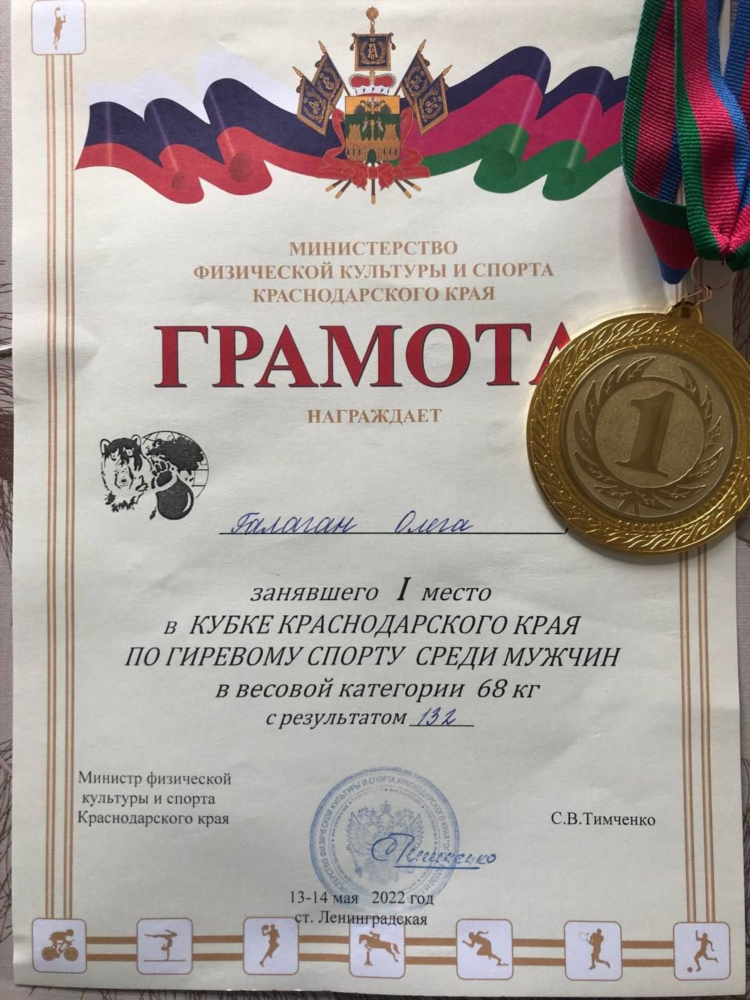 МИНИСТЕРСТВО
ФИЗИЧЕСКОЙ КУЛЬТУРЫ И СПОРТА
КРАСНОДАРСКОГО КРАЯ
ГРАМОТА
НАГРАЖДАЕТ
1
Галаган Олега
занявшего I место
в КУБКЕ КРАСНОДАРСКОГО КРАЯ
ПО ГИРЕВОМУ СПОРТУ СРЕДИ МУЖЧИН
в весовой категории 68 кг
с результатом 132
Министр физической
культуры и спорта
Краснодарского края
С.В.Тимченко
13-14 мая 2022 год
ст. Ленинградская